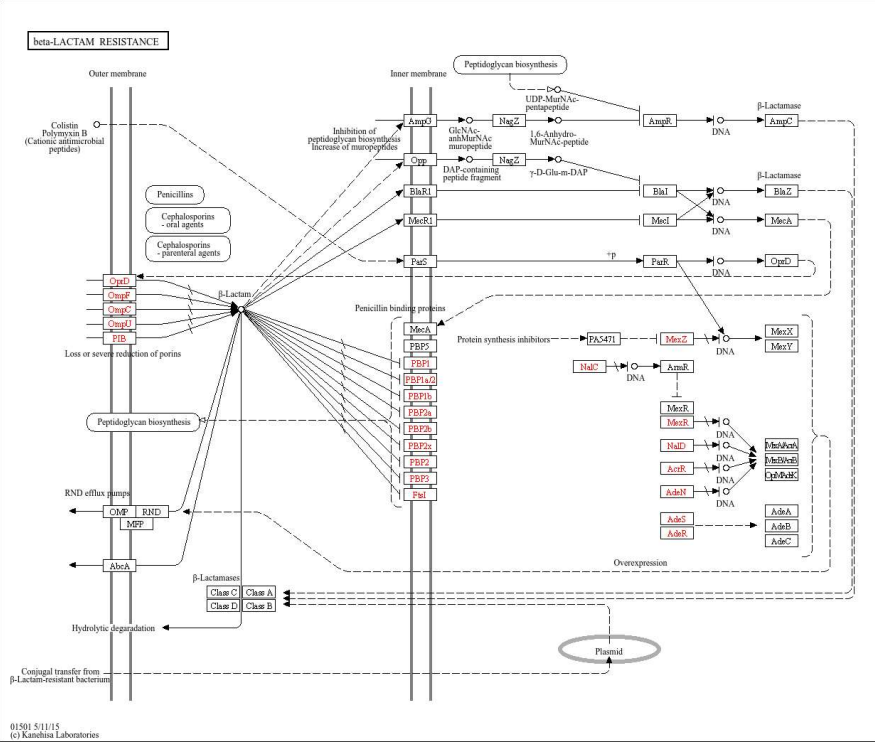 beta-LACTAM RESISTANCE
Outer membrane
Inner membrane
Peptidoglycan biosynthesis
UDP-MurNAc-
pentapeptide
Colistin
Polymyxin B
(Cationic antimicrobial
peptides)
Inhibition of
peptidoglycan biosynthesis
Increase of muropeptides
AmpG
GlcNAc-
anhMurNAc
muropeptide
NagZ
1,6-Anhydro-
MurNAc-peptide
AmpR
DNA
β-Lactamase
AmpC
Opp
DAP-containing
peptide fragment
NagZ
γ-D-Glu-m-DAP
β-Lactamase
BlaR1
BlaI
DNA
BlaZ
MecR1
MecI
DNA
MecA
Penicillins
Cephalosporins
- oral agents
Cephalosporins
- parenteral agents
ParS
+p
ParR
DNA
OprD
OprD
OmpF
OmpC
OmpU
PIB
Loss or severe reduction of porins
β-Lactam
Penicillin binding proteins
MecA
PBP5
PBP1
PBP1a/2
PBP1b
PBP2a
PBP2b
PBP2x
PBP2
PBP3
FtsI
Protein synthesis inhibitors
PA5471
MexZ
DNA
MexX
MexY
NalC
DNA
ArmR
MexR
MexR
DNA
NalD
DNA
AcrR
DNA
AdeN
DNA
AdeS
AdeR
AdeA
AdeB
AdeC
Overexpression
Peptidoglycan biosynthesis
RND efflux pumps
OMP
RND
MFP
AbcA
β-Lactamases
Class C
Class A
Class D
Class B
Hydrolytic degaradation
Plasmid
Conjugal transfer from
β-Lactam-resistant bacterium
01501 5/11/15
(c) Kanehisa Laboratories